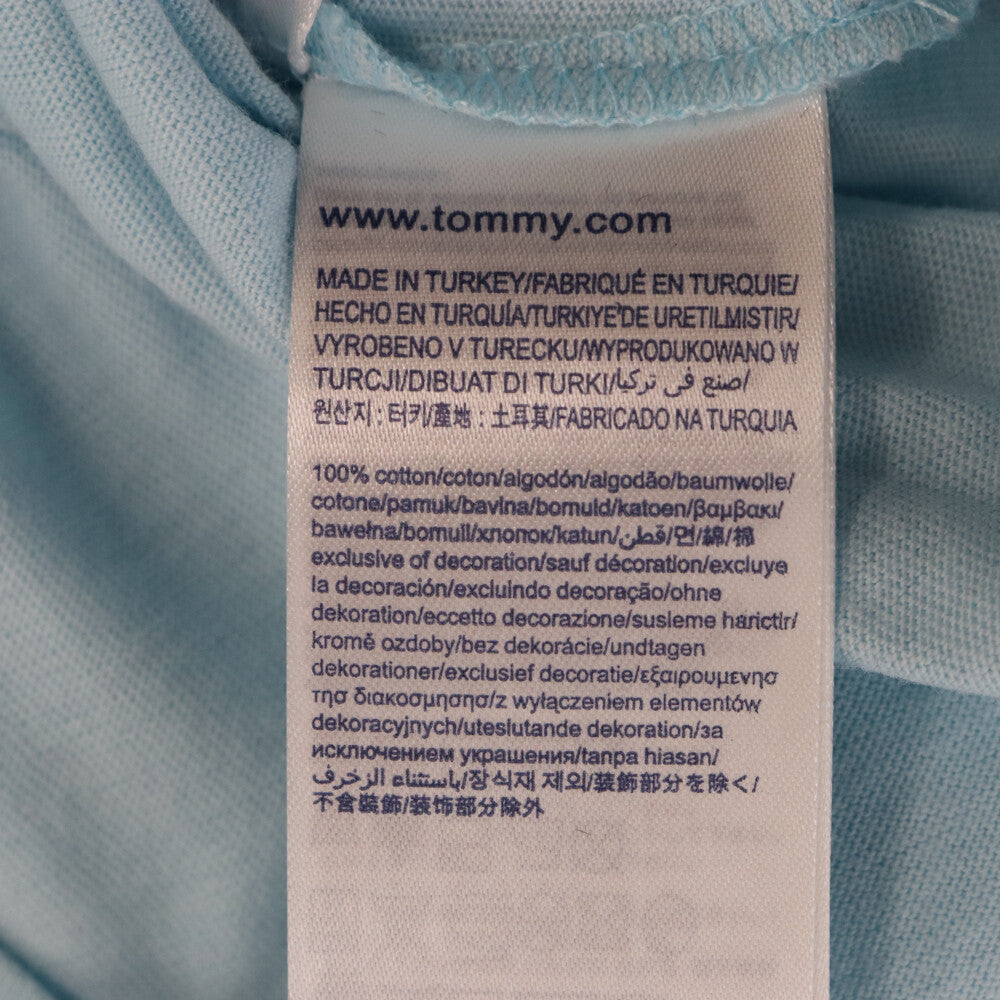 www.tommy.com
MADE IN TURKEY/FABRIQUÉ EN TURQUIE/
HECHO EN TURQUÍA/TURKIYE'DE URETILMISTIR/
VYROBENO V TURECKU/WYPRODUKOWANO W
TURCJI/DIBUAT DI TURKI/صنع في تركيا/
원산지 : 터키/產地 : 土耳其/FABRICADO NA TURQUIA
100% cotton/coton/algodón/algodão/baumwolle/
cotone/pamuk/bavlna/bomuld/katoen/βαμβακι/
bawełna/bomull/хлопок/katun/قطن/면/綿/棉
exclusive of decoration/sauf décoration/excluye
la decoración/excluindo decoração/ohne
dekoration/eccetto decorazione/susleme harictir/
kromě ozdoby/bez dekorácie/undtagen
dekorationer/exclusief decoratie/εξαιρουμενησ
τησ διακοσμησησ/z wyłączeniem elementów
dekoracyjnych/uteslutande dekoration/за
исключением украшения/tanpa hiasan/
باستثناء الزخرف/장식재 제외/装飾部分を除く/
不含裝飾/装饰部分除外